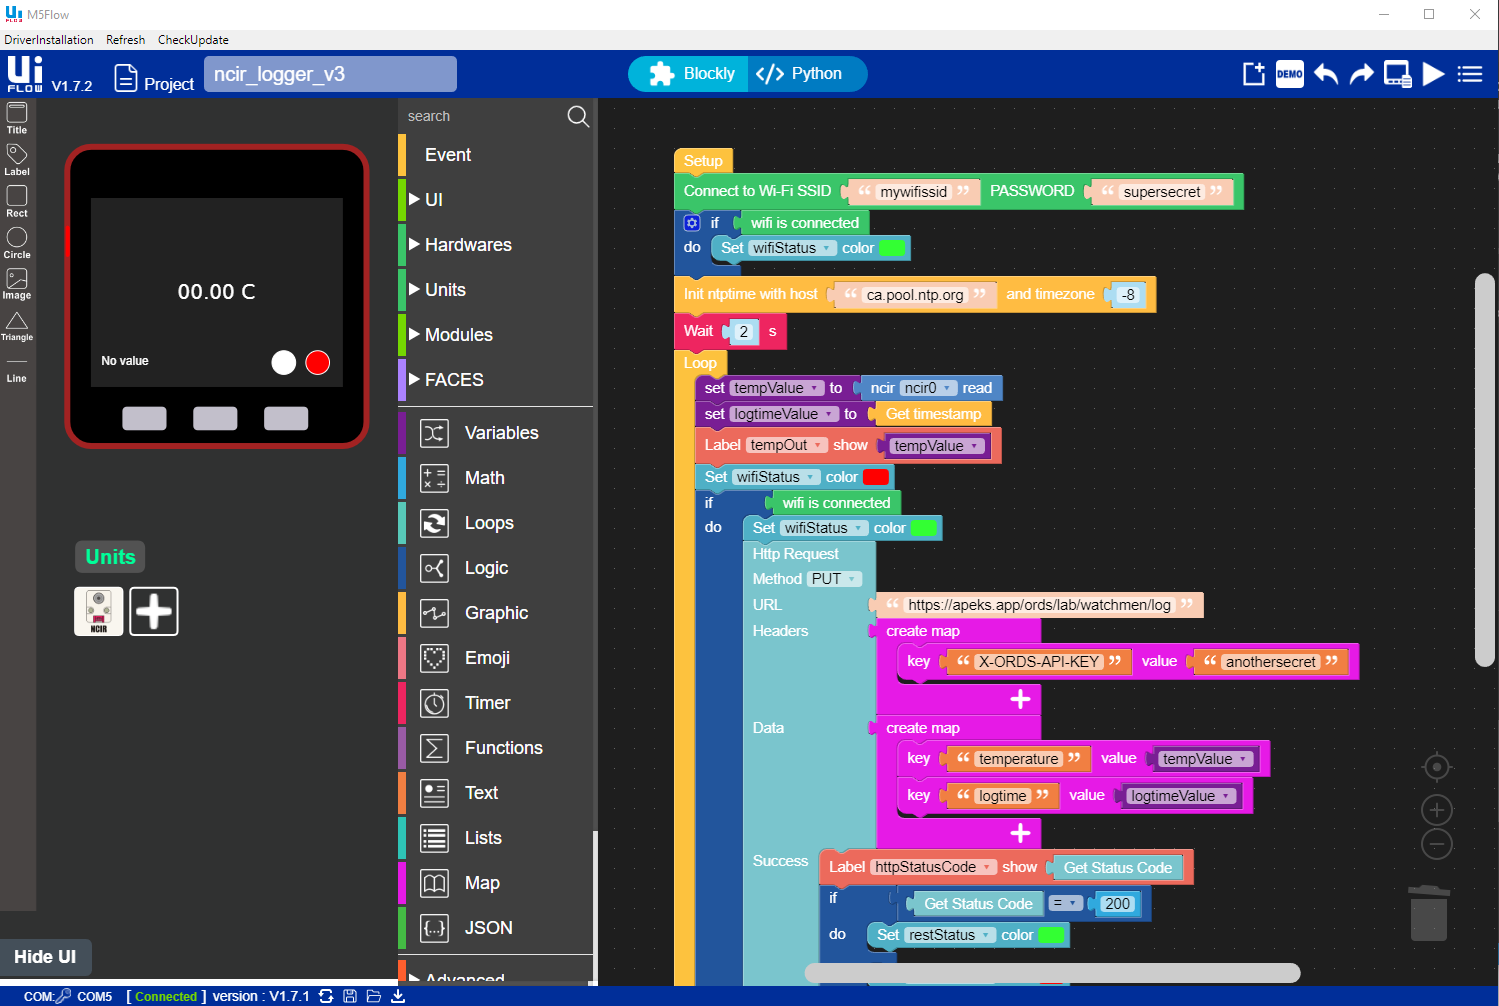 M5Flow
DriverInstallation Refresh CheckUpdate
Ui FLOW V1.7.2 Project ncir_logger_v3 Blockly </> Python DEMO
Title
Label
Rect
Circle
Image
Triangle
Line
00.00 C
No value
Units
NCIR
Hide UI
search
Event
UI
Hardwares
Units
Modules
FACES
Variables
Math
Loops
Logic
Graphic
Emoji
Timer
Functions
Text
Lists
Map
JSON
Advanced
Setup
Connect to Wi-Fi SSID “ mywifissid ” PASSWORD “ supersecret ”
if wifi is connected
do Set wifiStatus color
Init ntptime with host “ ca.pool.ntp.org ” and timezone -8
Wait 2 s
Loop
set tempValue to ncir ncir0 read
set logtimeValue to Get timestamp
Label tempOut show tempValue
Set wifiStatus color
if wifi is connected
do Set wifiStatus color
Http Request
Method PUT
URL “ https://apeks.app/ords/lab/watchmen/log ”
Headers create map
key “ X-ORDS-API-KEY ” value “ anothersecret ”
Data create map
key “ temperature ” value tempValue
key “ logtime ” value logtimeValue
Success Label httpStatusCode show Get Status Code
if Get Status Code = 200
do Set restStatus color
COM: COM5 [ Connected ] version : V1.7.1